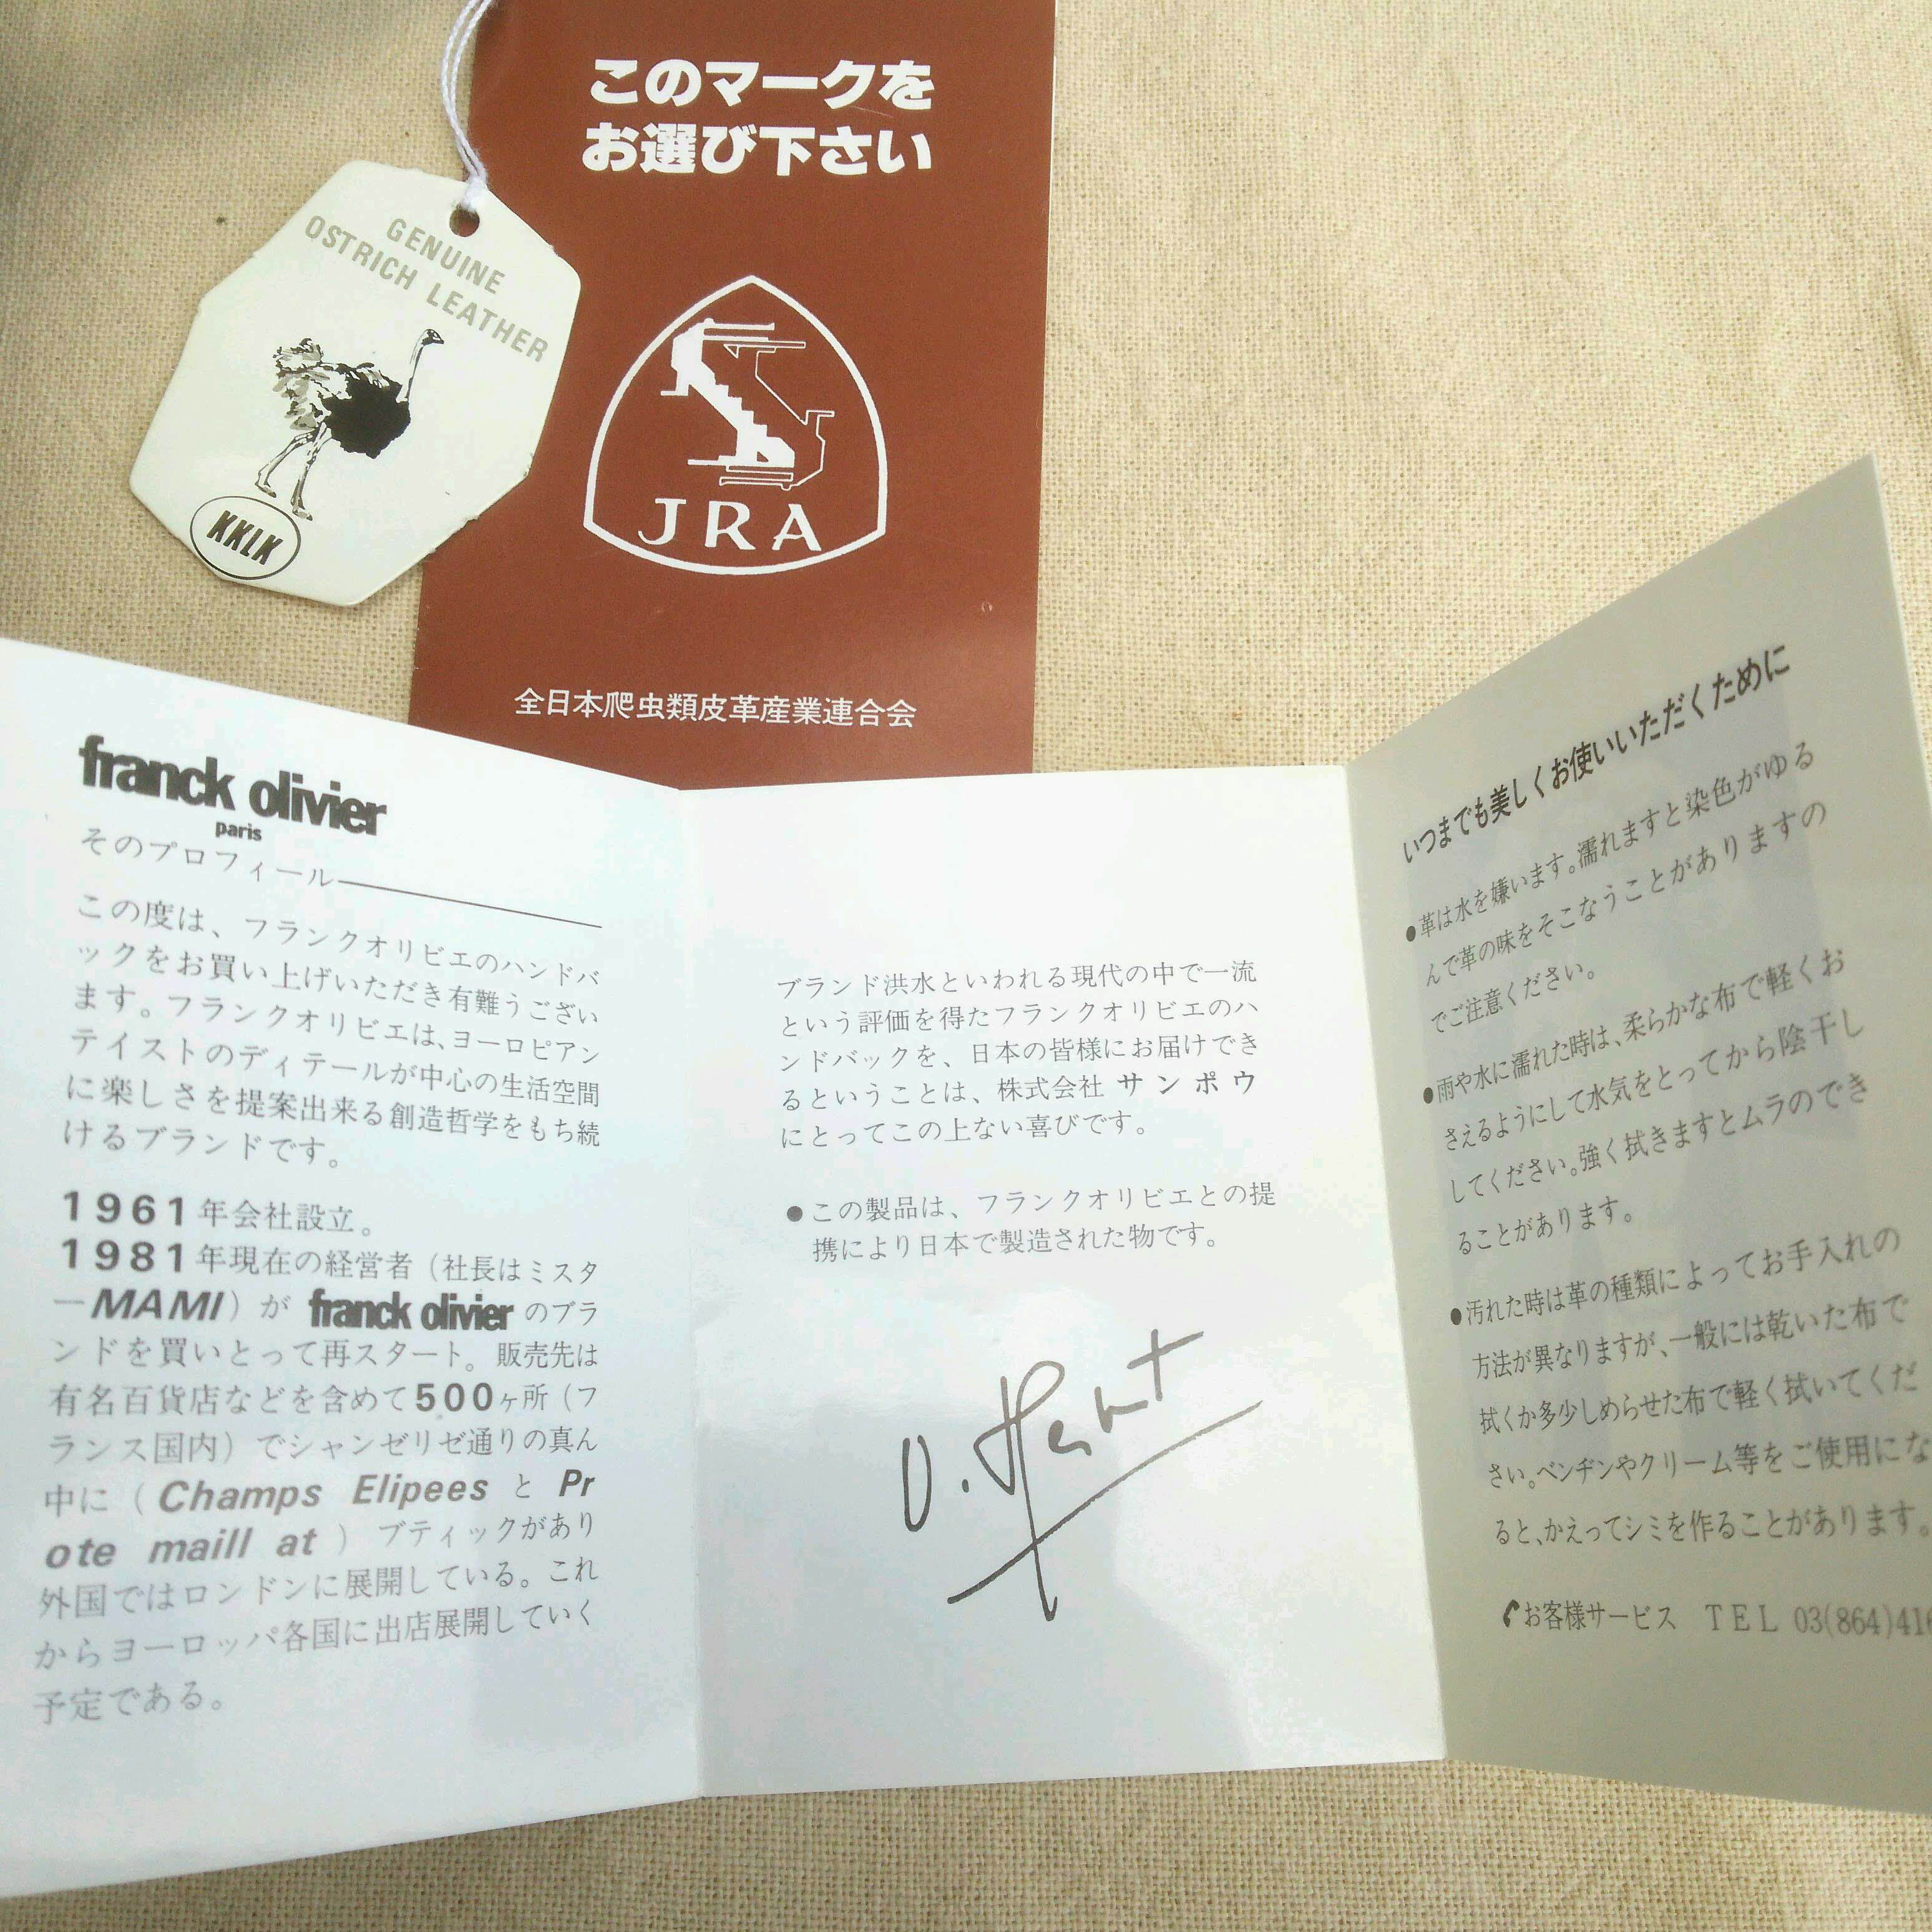 このマークを
お選び下さい
GENUINE
OSTRICH LEATHER
KKLK
JRA
全日本爬虫類皮革産業連合会
franck olivier
paris
そのプロフィール
この度は、フランクオリビエのハンドバ
ックをお買い上げいただき有難うござい
ます。フランクオリビエは、ヨーロピアン
テイストのディテールが中心の生活空間
に楽しさを提案出来る創造哲学をもち続
けるブランドです。
1961年会社設立。
1981年現在の経営者（社長はミスタ
ーMAMI）が franck olivier のブラ
ンドを買いとって再スタート。販売先は
有名百貨店などを含めて500ヶ所（フ
ランス国内）でシャンゼリゼ通りの真ん
中に（Champs Elipees と Pr
ote maill at）ブティックがあり
外国ではロンドンに展開している。これ
からヨーロッパ各国に出店展開していく
予定である。
ブランド洪水といわれる現代の中で一流
という評価を得たフランクオリビエのハ
ンドバックを、日本の皆様にお届けでき
るということは、株式会社 サンポウ
にとってこの上ない喜びです。
●この製品は、フランクオリビエとの提
携により日本で製造された物です。
いつまでも美しくお使いいただくために
●革は水を嫌います。濡れますと染色がゆる
んで革の味をそこなうことがありますの
でご注意ください。
●雨や水に濡れた時は、柔らかな布で軽くお
さえるようにして水気をとってから陰干し
してください。強く拭きますとムラのでき
ることがあります。
●汚れた時は革の種類によってお手入れの
方法が異なりますが、一般には乾いた布で
拭くか多少しめらせた布で軽く拭いてくだ
さい。ベンヂンやクリーム等をご使用にな
ると、かえってシミを作ることがあります。
お客様サービス TEL 03(864)41